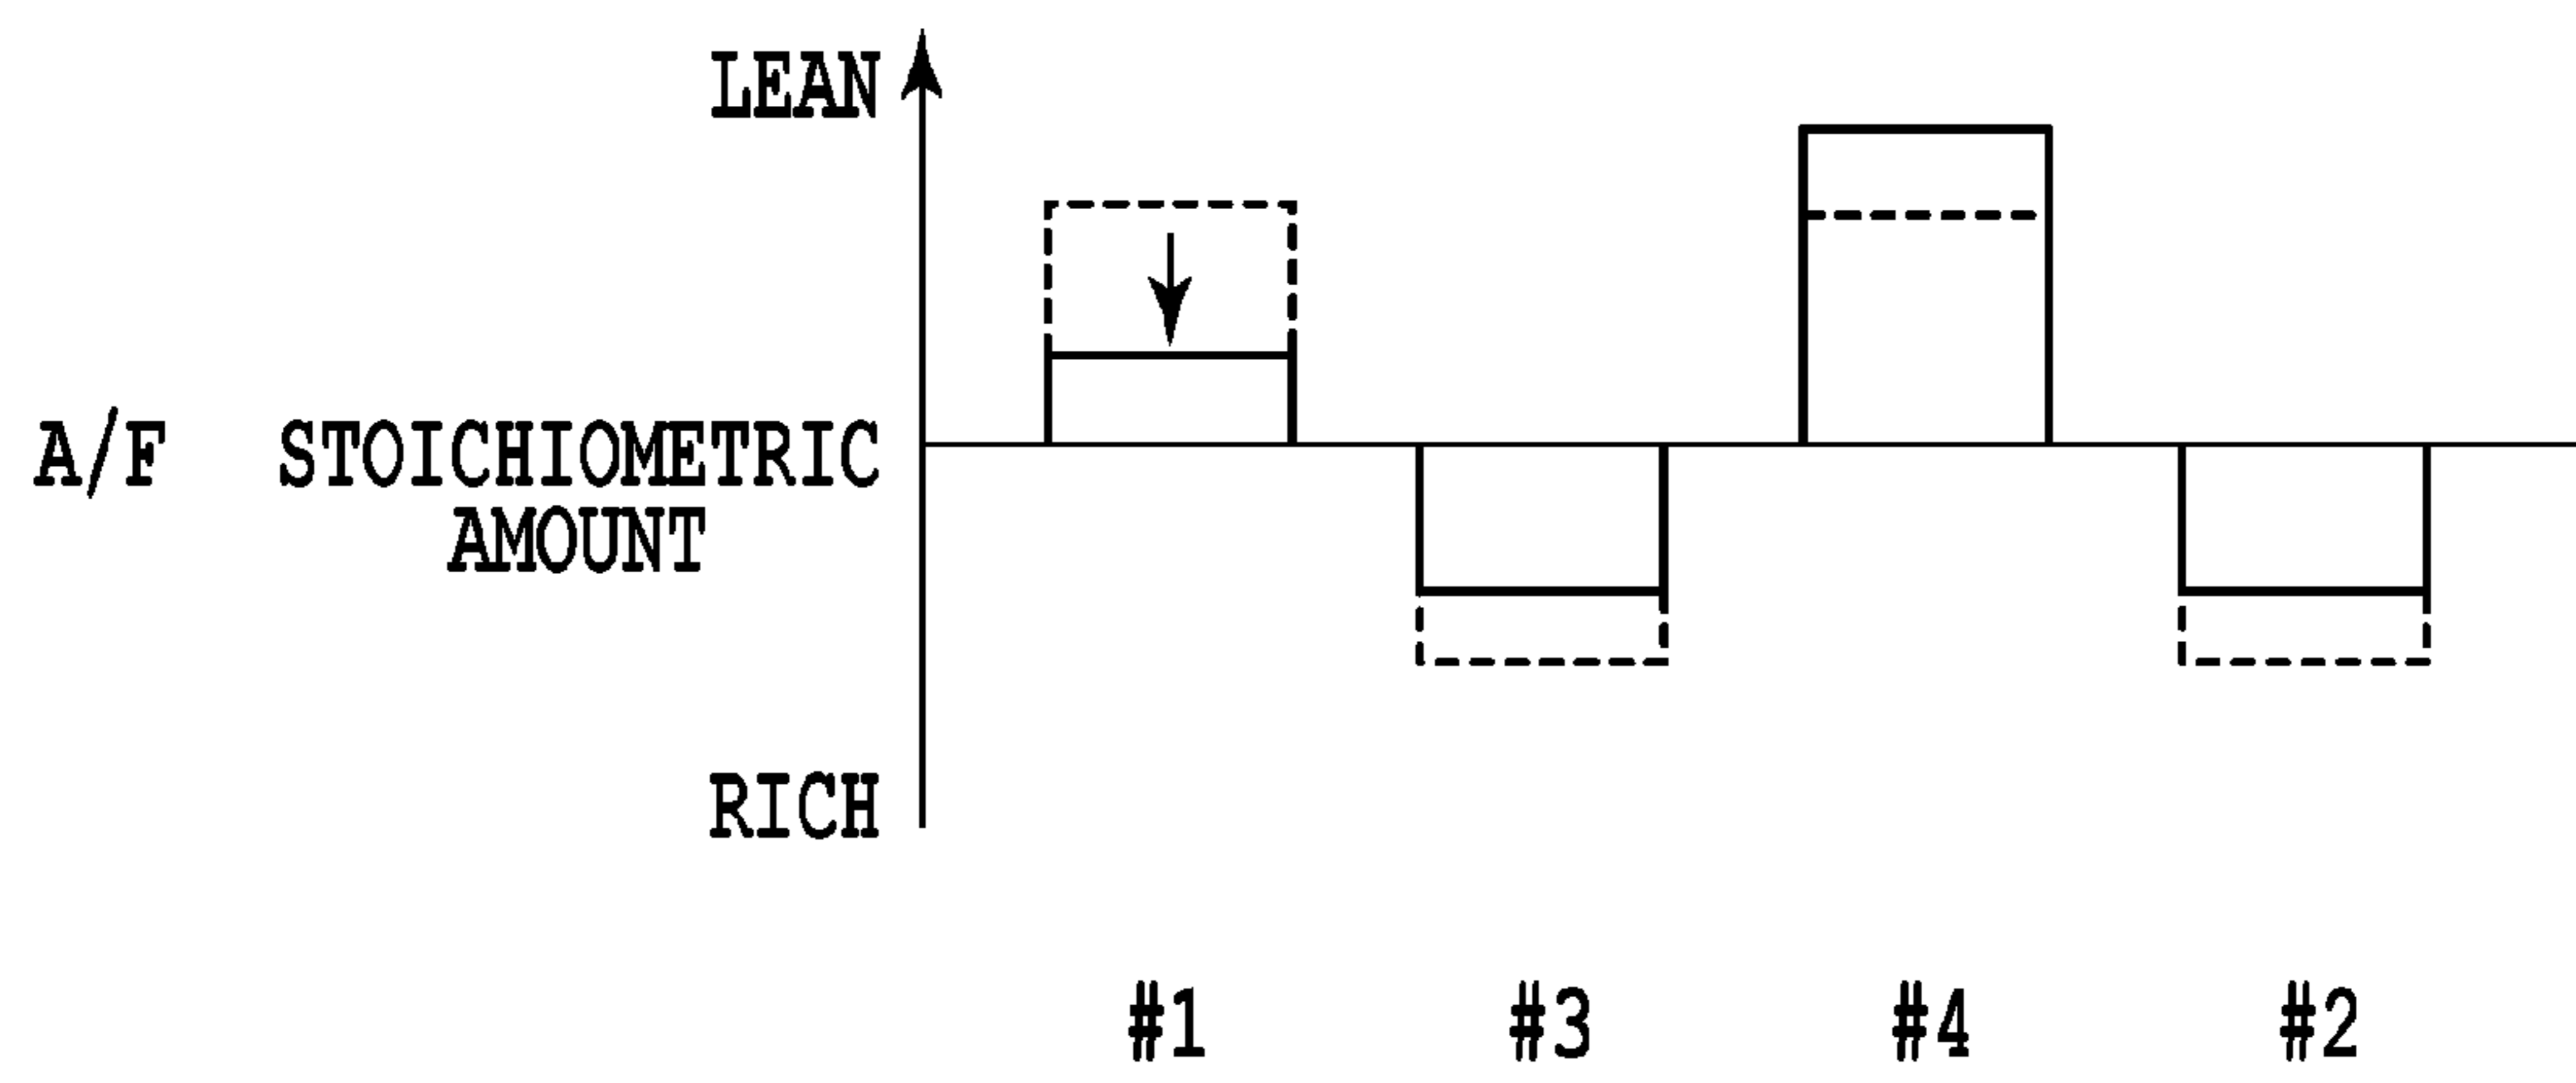 LEAN
A/F STOICHIOMETRIC
AMOUNT
RICH
#1 #3 #4 #2